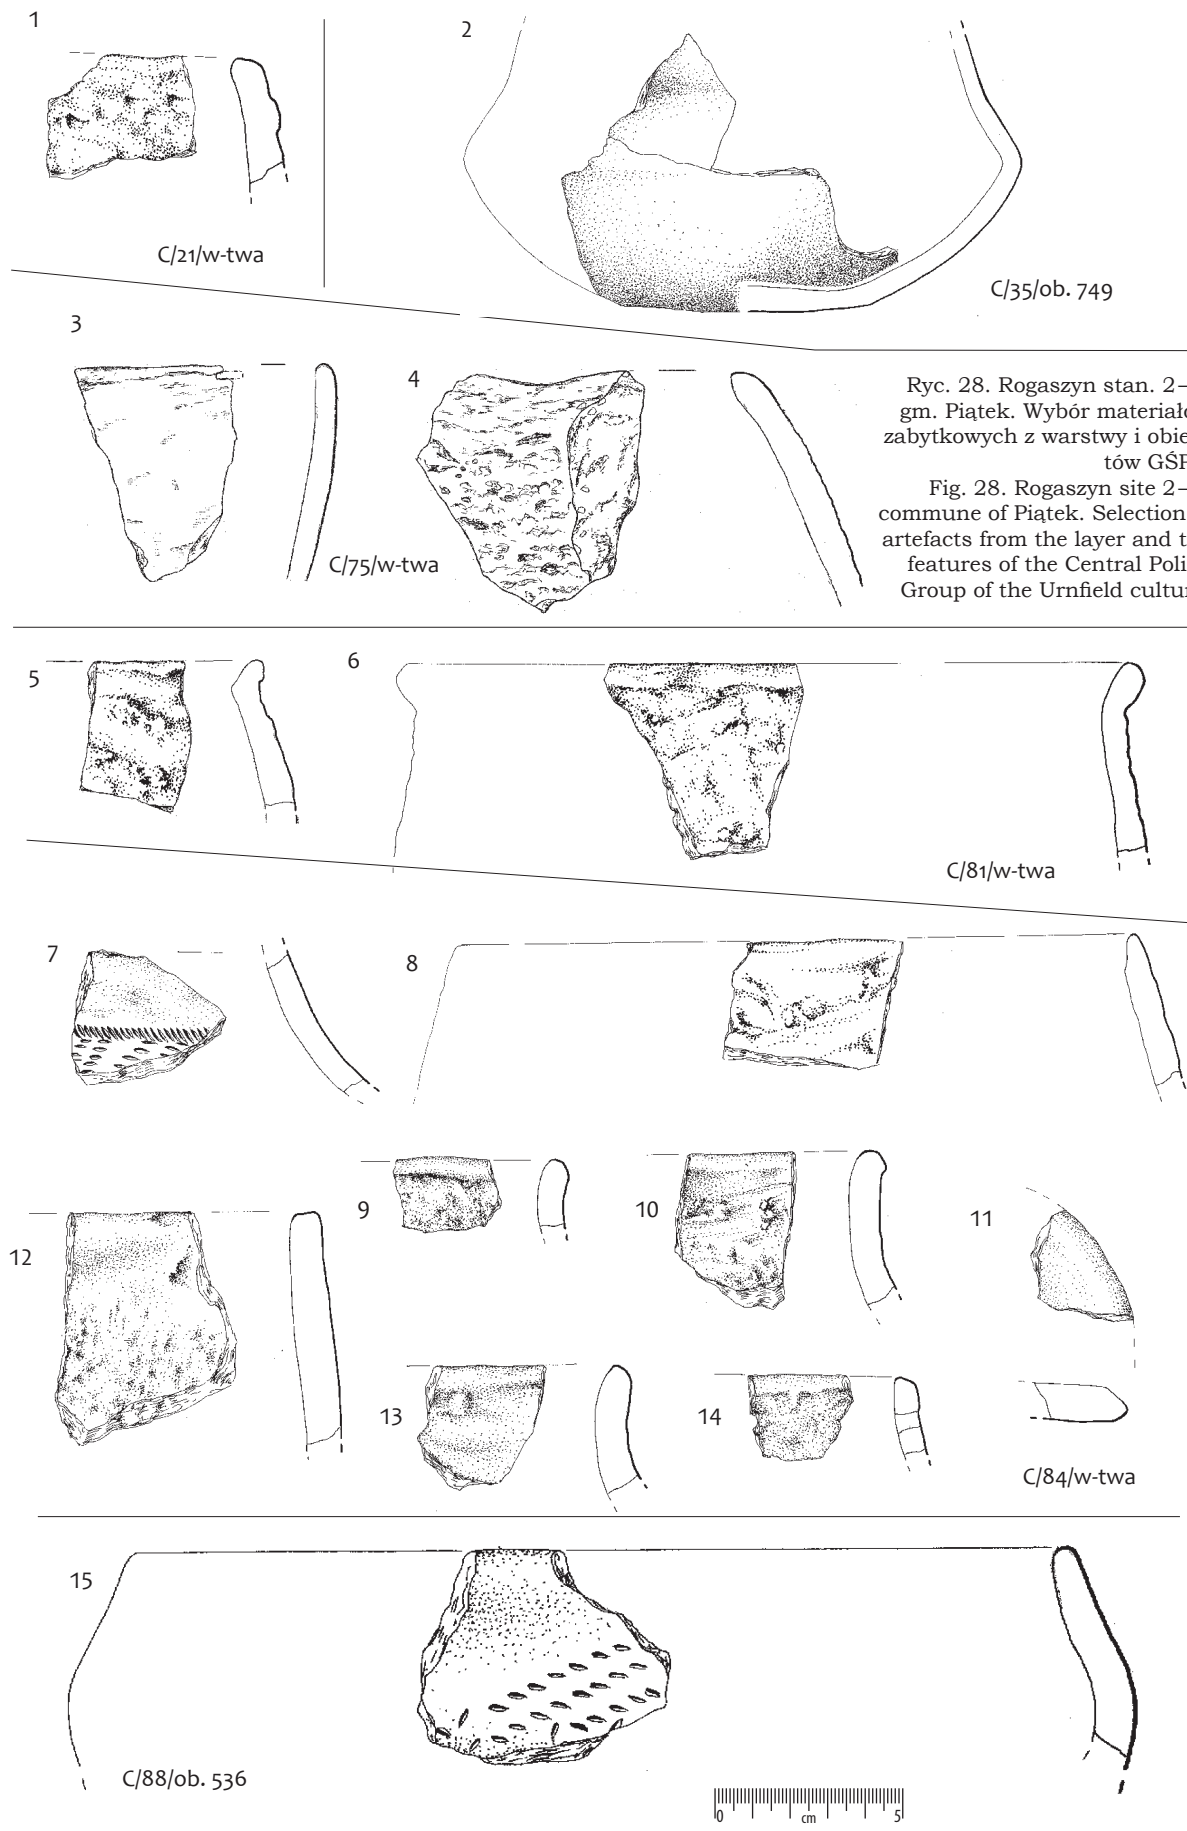 1
2
C/21/w-twa
C/35/ob. 749
3
4
C/75/w-twa
Ryc. 28. Rogaszyn stan. 2–
gm. Piątek. Wybór materiałó
zabytkowych z warstwy i obie
tów GŚP
Fig. 28. Rogaszyn site 2–
commune of Piątek. Selection
artefacts from the layer and t
features of the Central Poli
Group of the Urnfield cultur
5
6
C/81/w-twa
7
8
9
10
11
12
13
14
C/84/w-twa
15
C/88/ob. 536
0 cm 5